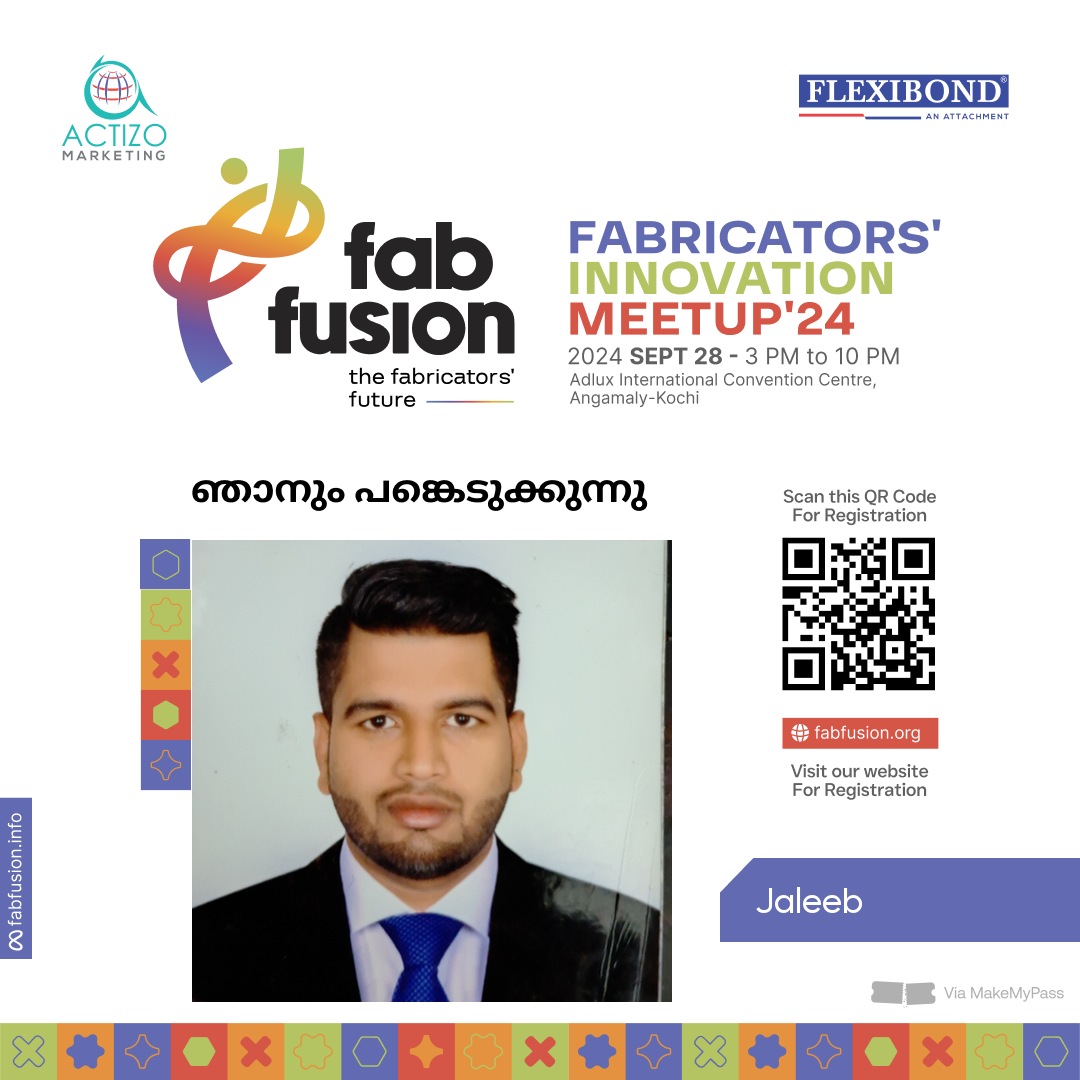 ACTIZO
MARKETING
FLEXIBOND®
AN ATTACHMENT
fab
fusion
the fabricators'
future
FABRICATORS'
INNOVATION
MEETUP'24
2024 SEPT 28 - 3 PM to 10 PM
Adlux International Convention Centre,
Angamaly-Kochi
ഞാനും പങ്കെടുക്കുന്നു
Scan this QR Code
For Registration
fabfusion.org
Visit our website
For Registration
fabfusion.info
Jaleeb
Via MakeMyPass